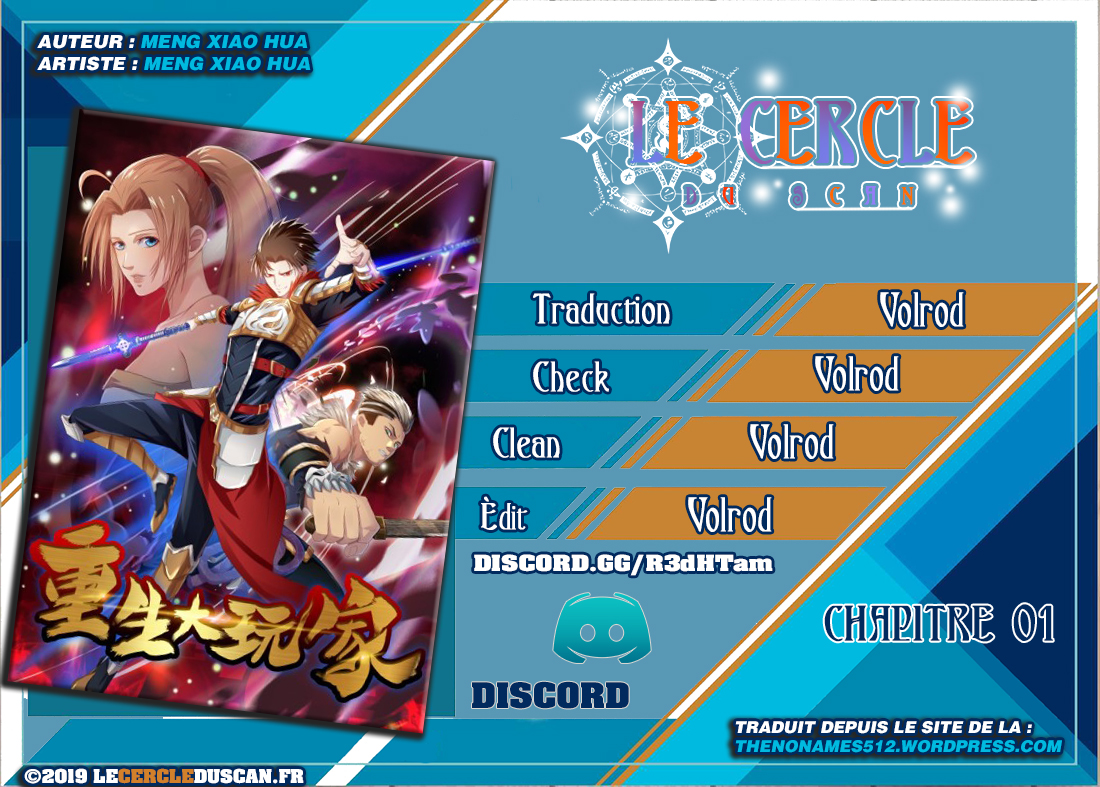 AUTEUR : MENG XIAO HUA
ARTISTE : MENG XIAO HUA
LE CERCLE
DU SCAN
Traduction Volrod
Check Volrod
Clean Volrod
Èdit Volrod
DISCORD.GG/R3dHTam
重生大玩家
CHAPITRE 01
DISCORD
TRADUIT DEPUIS LE SITE DE LA :
THENONAMES512.WORDPRESS.COM
©2019 LECERCLEDUSCAN.FR